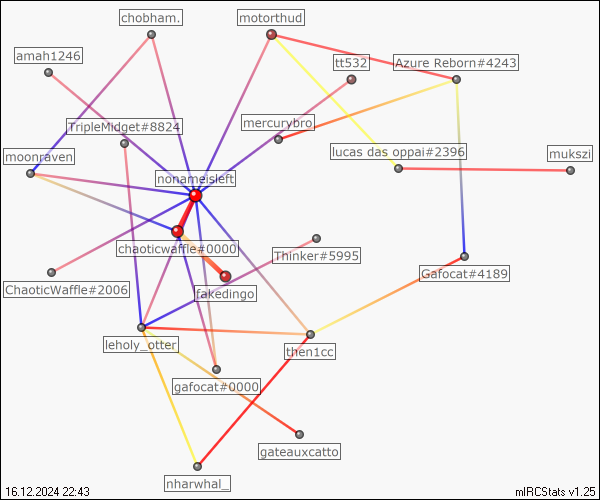 chobham.
motorthud
amah1246
tt532
Azure Reborn#4243
TripleMidget#8824
mercurybro
moonraven
lucas das oppai#2396
mukszi
nonameisleft
chaoticwaffle#0000
Thinker#5995
Gafocat#4189
ChaoticWaffle#2006
fakedingo
leholy_otter
then1cc
gafocat#0000
gateauxcatto
nharwhal_
16.12.2024 22:43
mIRCStats v1.25